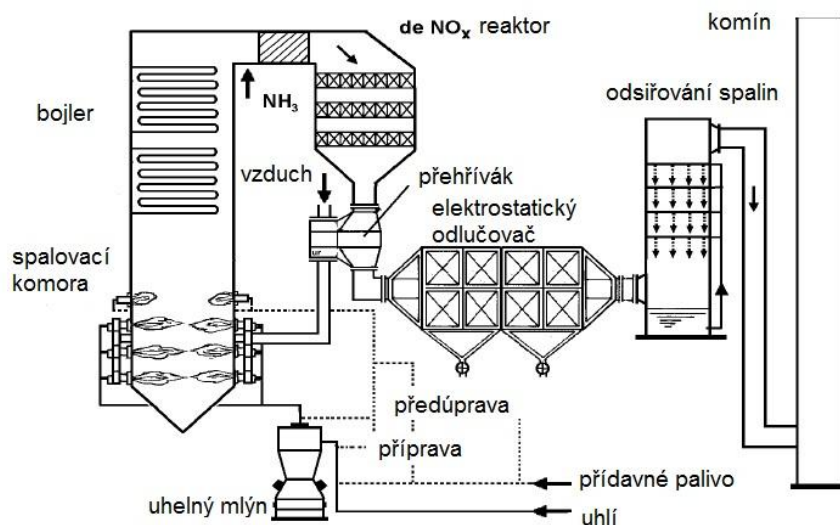 de NOx reaktor
komín
bojler
NH3
odsiřování spalin
vzduch
přehřívák
elektrostatický
odlučovač
spalovací
komora
předúprava
příprava
uhelný mlýn
přídavné palivo
uhlí